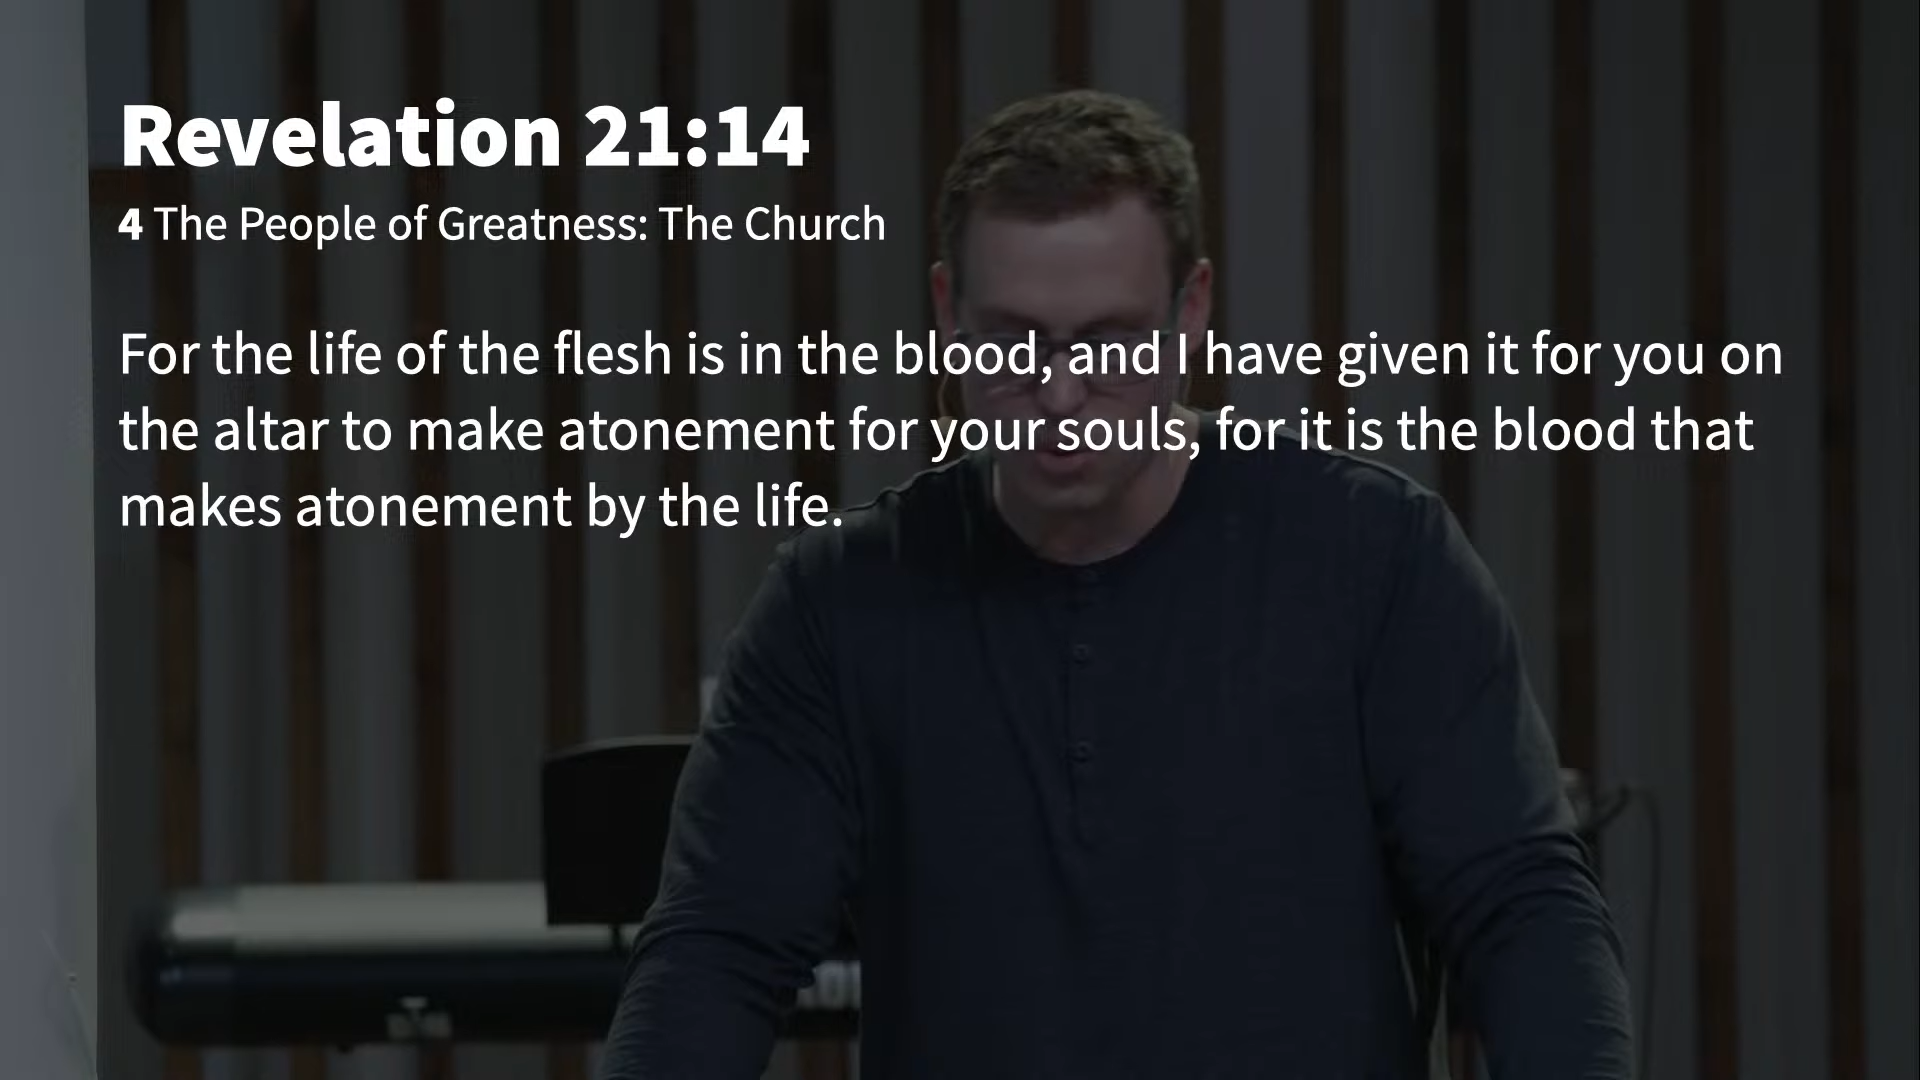 Revelation 21:14
4 The People of Greatness: The Church
For the life of the flesh is in the blood, and I have given it for you on
the altar to make atonement for your souls, for it is the blood that
makes atonement by the life.